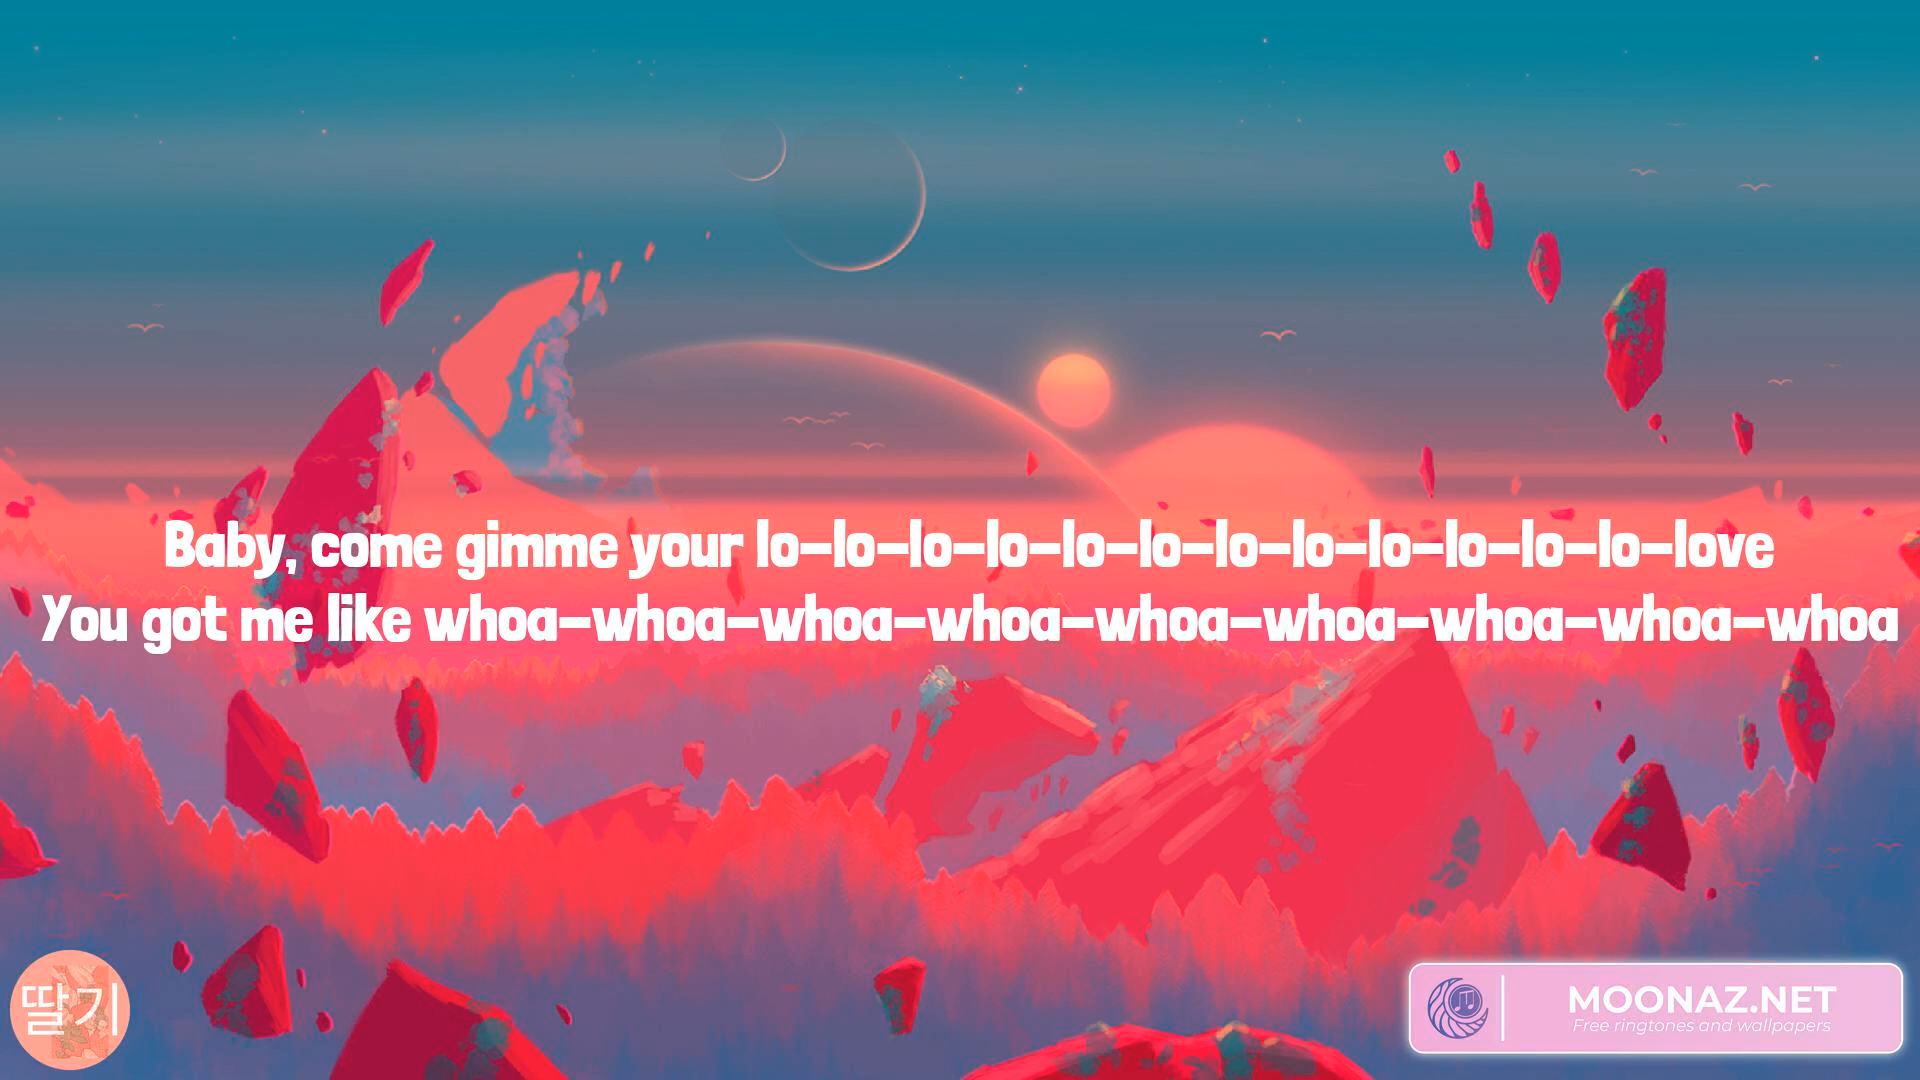 Baby, come gimme your lo-lo-lo-lo-lo-lo-lo-lo-lo-lo-lo-lo-love
You got me like whoa-whoa-whoa-whoa-whoa-whoa-whoa-whoa-whoa
딸기
MOONAZ.NET
Free ringtones and wallpapers